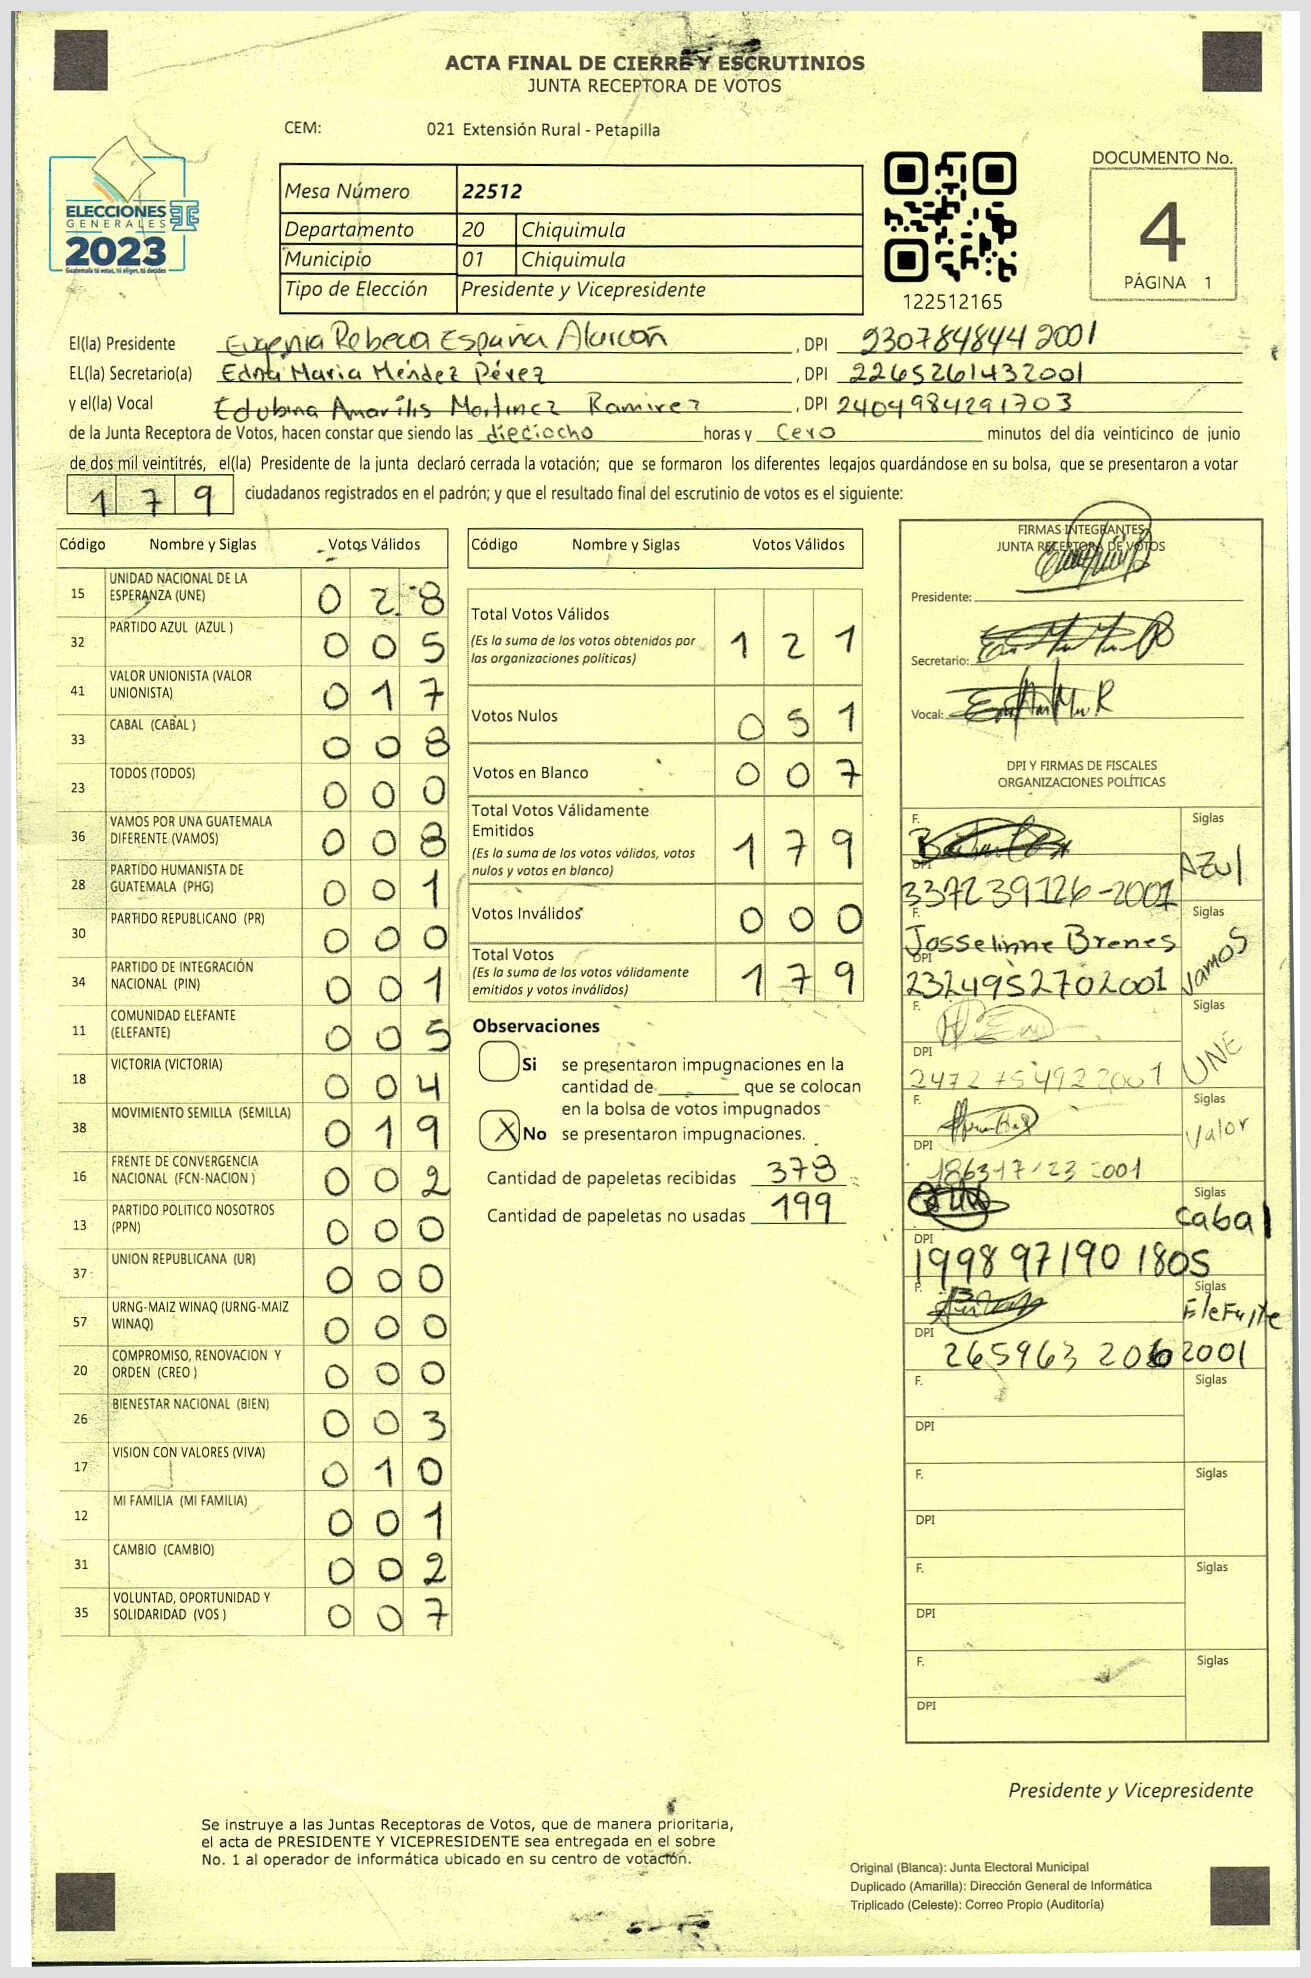 ACTA FINAL DE CIERRE Y ESCRUTINIOS
JUNTA RECEPTORA DE VOTOS
CEM: 021 Extensión Rural - Petapilla
ELECCIONES
GENERALES
2023
Guatemala tú votas, tú eliges, tú decides
Mesa Número 22512
Departamento 20 Chiquimula
Municipio 01 Chiquimula
Tipo de Elección Presidente y Vicepresidente
122512165
DOCUMENTO No.
4
PÁGINA 1
El(la) Presidente Eugenia Rebeca España Alarcón , DPI 230784844 2001
EL(la) Secretario(a) Edna Maria Méndez Pérez , DPI 2265261432001
y el(la) Vocal Edubina Amarilis Martinez Ramirez , DPI 2404984291703
de la Junta Receptora de Votos, hacen constar que siendo las dieciocho horas y Cero minutos del día veinticinco de junio
de dos mil veintitrés, el(la) Presidente de la junta declaró cerrada la votación; que se formaron los diferentes legajos guardándose en su bolsa, que se presentaron a votar
179 ciudadanos registrados en el padrón; y que el resultado final del escrutinio de votos es el siguiente:
Código Nombre y Siglas Votos Válidos
15 UNIDAD NACIONAL DE LA ESPERANZA (UNE) 0 2 8
32 PARTIDO AZUL (AZUL ) 0 0 5
41 VALOR UNIONISTA (VALOR UNIONISTA) 0 1 7
33 CABAL (CABAL ) 0 0 8
23 TODOS (TODOS) 0 0 0
36 VAMOS POR UNA GUATEMALA DIFERENTE (VAMOS) 0 0 8
28 PARTIDO HUMANISTA DE GUATEMALA (PHG) 0 0 1
30 PARTIDO REPUBLICANO (PR) 0 0 0
34 PARTIDO DE INTEGRACIÓN NACIONAL (PIN) 0 0 1
11 COMUNIDAD ELEFANTE (ELEFANTE) 0 0 5
18 VICTORIA (VICTORIA) 0 0 4
38 MOVIMIENTO SEMILLA (SEMILLA) 0 1 9
16 FRENTE DE CONVERGENCIA NACIONAL (FCN-NACION ) 0 0 2
13 PARTIDO POLITICO NOSOTROS (PPN) 0 0 0
37 UNION REPUBLICANA (UR) 0 0 0
57 URNG-MAIZ WINAQ (URNG-MAIZ WINAQ) 0 0 0
20 COMPROMISO, RENOVACION Y ORDEN (CREO ) 0 0 0
26 BIENESTAR NACIONAL (BIEN) 0 0 3
17 VISION CON VALORES (VIVA) 0 1 0
12 MI FAMILIA (MI FAMILIA) 0 0 1
31 CAMBIO (CAMBIO) 0 0 2
35 VOLUNTAD, OPORTUNIDAD Y SOLIDARIDAD (VOS ) 0 0 7
Código Nombre y Siglas Votos Válidos
Total Votos Válidos 1 2 1
(Es la suma de los votos obtenidos por
las organizaciones políticas)
Votos Nulos 0 5 1
Votos en Blanco 0 0 7
Total Votos Válidamente
Emitidos 1 7 9
(Es la suma de los votos válidos, votos
nulos y votos en blanco)
Votos Inválidos 0 0 0
Total Votos 1 7 9
(Es la suma de los votos válidamente
emitidos y votos inválidos)
Observaciones
Si se presentaron impugnaciones en la
cantidad de ________ que se colocan
en la bolsa de votos impugnados
X No se presentaron impugnaciones.
Cantidad de papeletas recibidas 378
Cantidad de papeletas no usadas 199
FIRMAS INTEGRANTES
JUNTA RECEPTORA DE VOTOS
Presidente:
Secretario:
Vocal:
DPI Y FIRMAS DE FISCALES
ORGANIZACIONES POLÍTICAS
F. Siglas
AZUL
DPI
337239126-2001
F. Siglas
Josselinne Brenes
Vamos
DPI
2324952702001
F. Siglas
UNE
DPI
2472 75492 2001
F. Siglas
Valor
DPI
Siglas
Cabal
DPI
1998 97190 1805
F. Siglas
Elefante
DPI
265963 206 2001
F. Siglas
DPI
F. Siglas
DPI
F. Siglas
DPI
F. Siglas
DPI
Presidente y Vicepresidente
Se instruye a las Juntas Receptoras de Votos, que de manera prioritaria,
el acta de PRESIDENTE Y VICEPRESIDENTE sea entregada en el sobre
No. 1 al operador de informática ubicado en su centro de votación.
Original (Blanca): Junta Electoral Municipal
Duplicado (Amarilla): Dirección General de Informática
Triplicado (Celeste): Correo Propio (Auditoría)